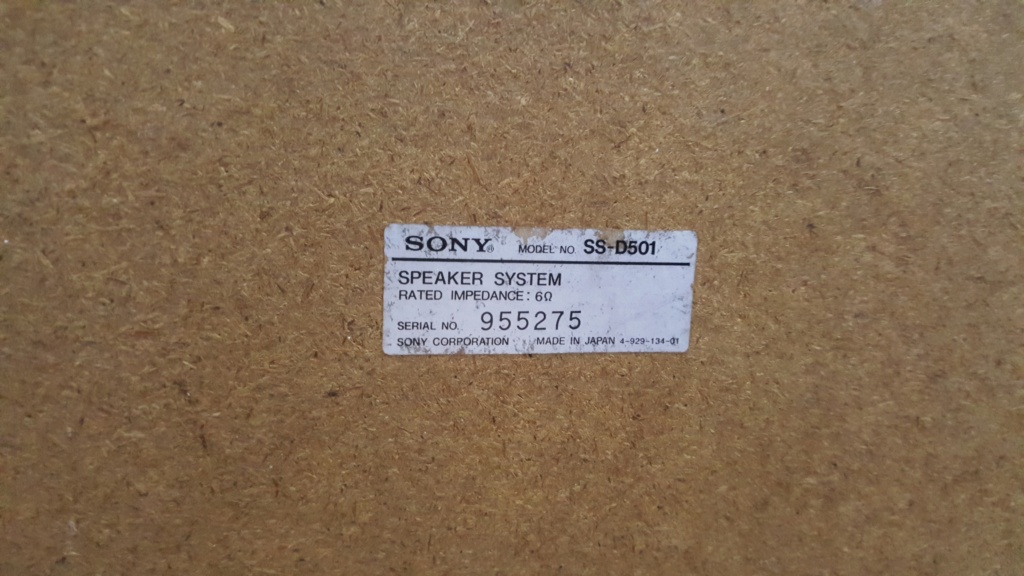 SONY® MODEL NO. SS-D501
SPEAKER SYSTEM
RATED IMPEDANCE: 6Ω
SERIAL NO. 955275
SONY CORPORATION MADE IN JAPAN 4-929-134-01